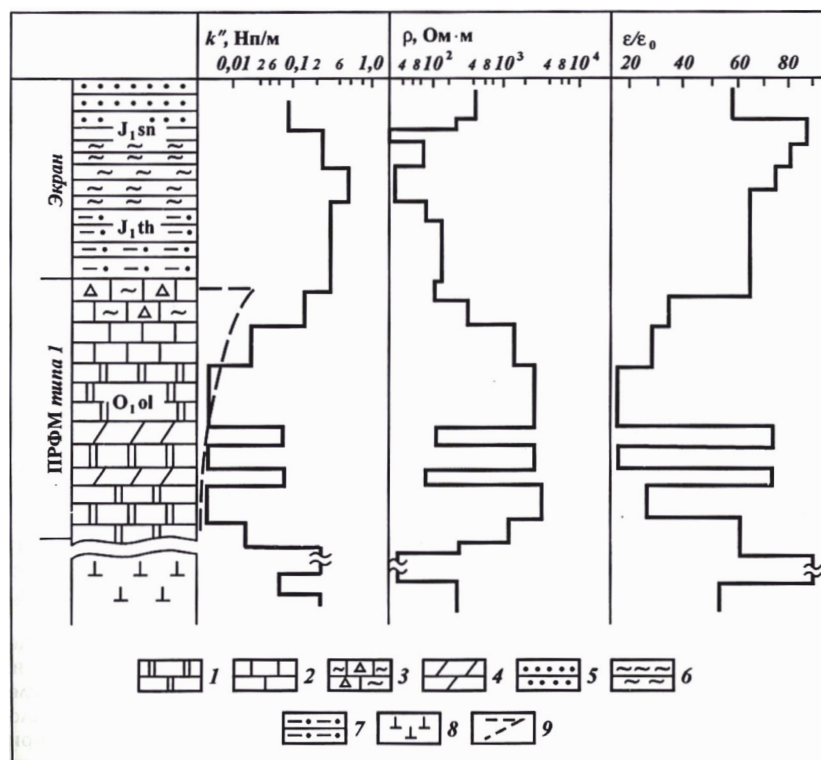 k″, Нп/м ρ, Ом·м ε/ε₀
0,01 2 6 0,1 2 6 1,0 4 8 10² 4 8 10³ 4 8 10⁴ 20 40 60 80
Экран
J₁sn
J₁th
ПРФМ типа 1
O₁ol
1 2 3 4 5 6
7 8 9